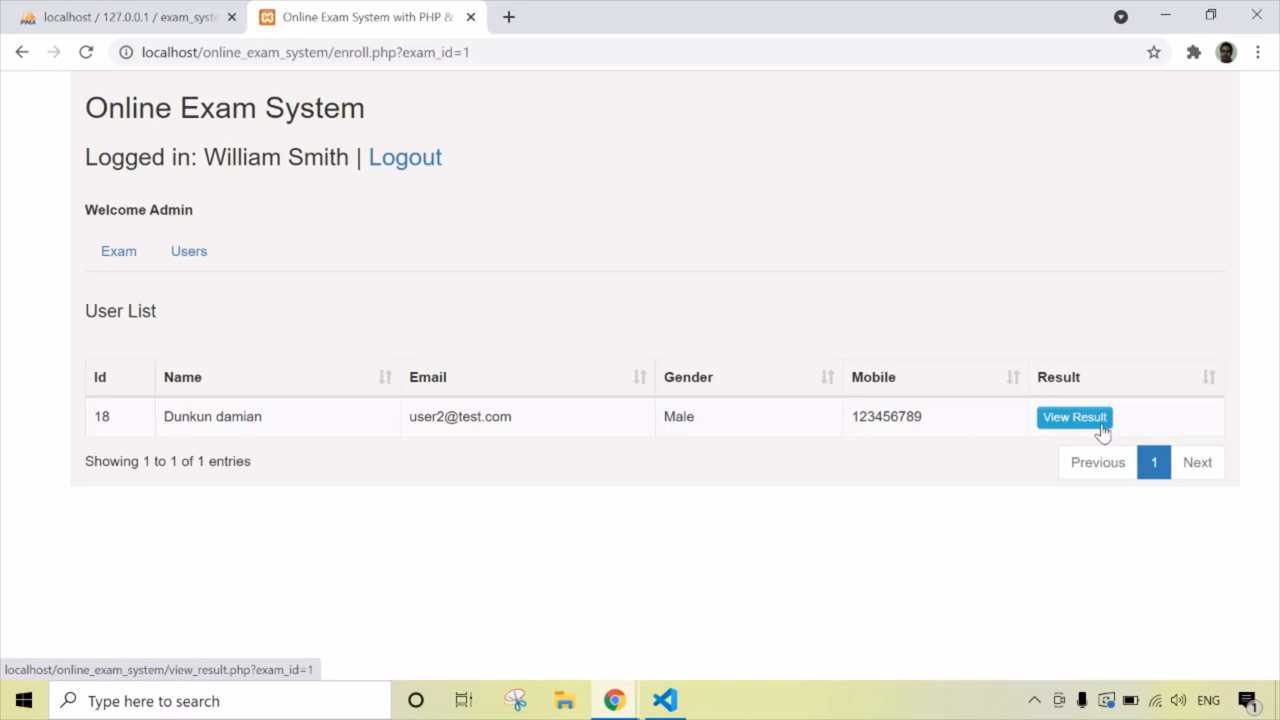 localhost / 127.0.0.1 / exam_syste
Online Exam System with PHP &
localhost/online_exam_system/enroll.php?exam_id=1
Online Exam System
Logged in: William Smith | Logout
Welcome Admin
Exam Users
User List
Id Name Email Gender Mobile Result
18 Dunkun damian user2@test.com Male 123456789 View Result
Showing 1 to 1 of 1 entries Previous 1 Next
localhost/online_exam_system/view_result.php?exam_id=1
Type here to search ENG 1